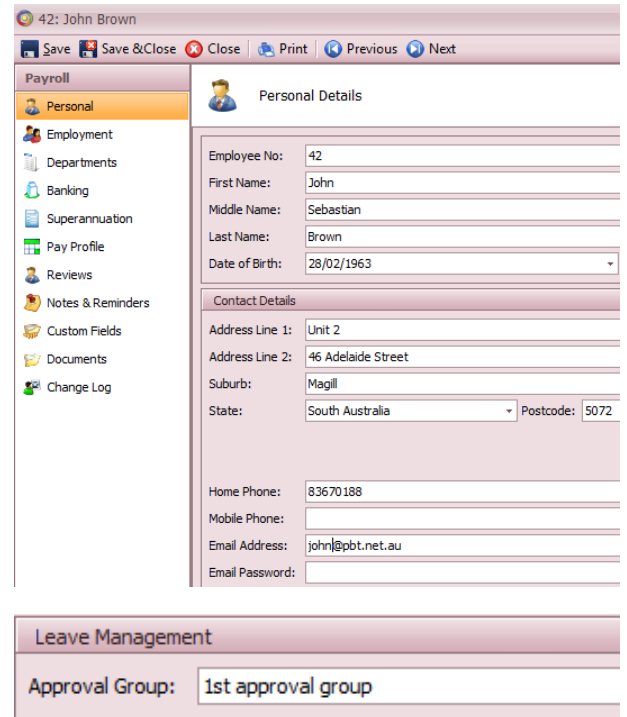 42: John Brown
Save Save &Close Close Print Previous Next
Payroll
Personal
Employment
Departments
Banking
Superannuation
Pay Profile
Reviews
Notes & Reminders
Custom Fields
Documents
Change Log
Personal Details
Employee No: 42
First Name: John
Middle Name: Sebastian
Last Name: Brown
Date of Birth: 28/02/1963
Contact Details
Address Line 1: Unit 2
Address Line 2: 46 Adelaide Street
Suburb: Magill
State: South Australia Postcode: 5072
Home Phone: 83670188
Mobile Phone:
Email Address: john@pbt.net.au
Email Password:
Leave Management
Approval Group: 1st approval group